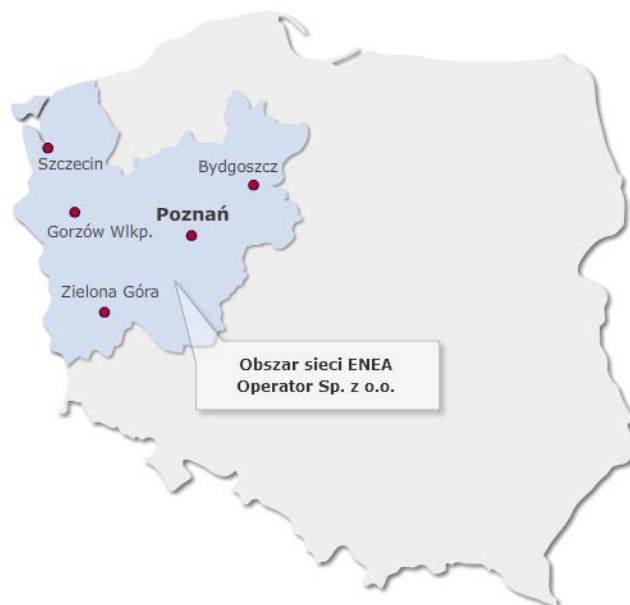 Szczecin
Bydgoszcz
Gorzów Wlkp.
Poznań
Zielona Góra
Obszar sieci ENEA
Operator Sp. z o.o.